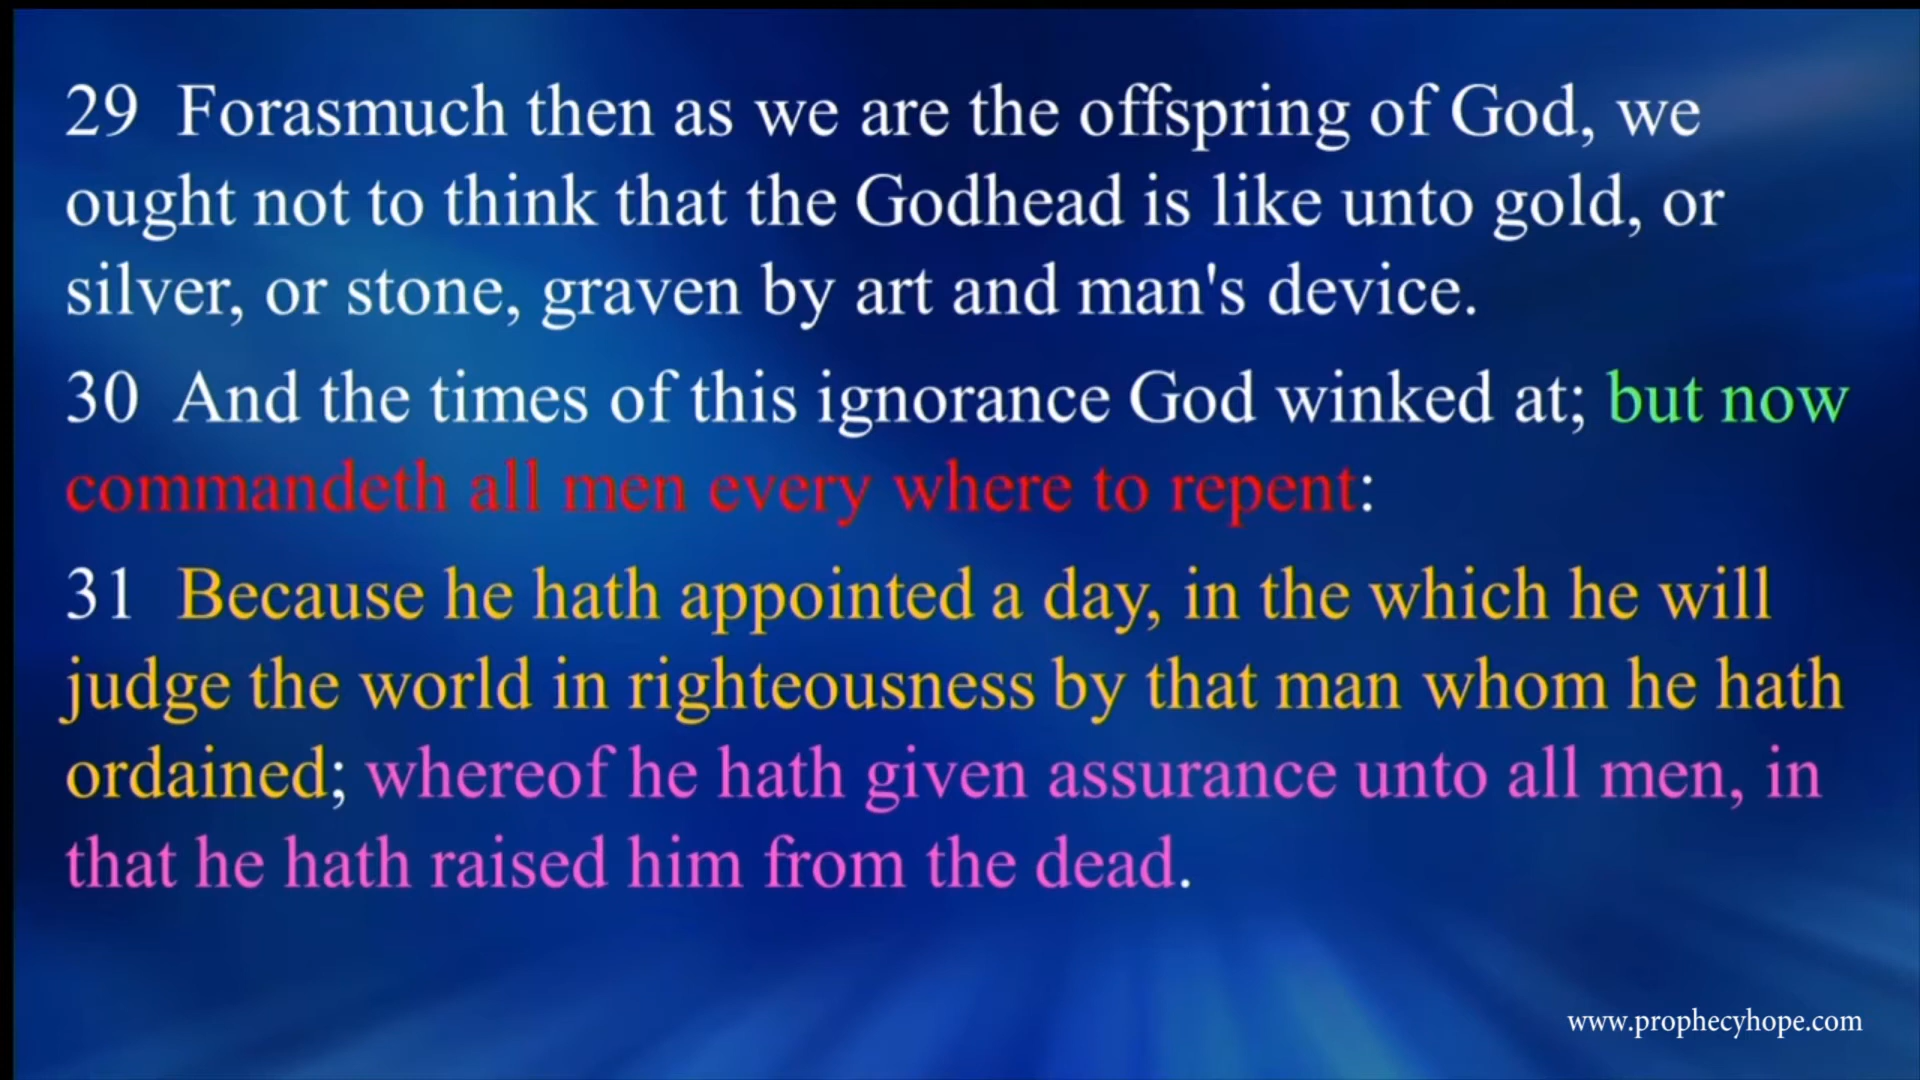 29 Forasmuch then as we are the offspring of God, we
ought not to think that the Godhead is like unto gold, or
silver, or stone, graven by art and man's device.
30 And the times of this ignorance God winked at; but now
commandeth all men every where to repent:
31 Because he hath appointed a day, in the which he will
judge the world in righteousness by that man whom he hath
ordained; whereof he hath given assurance unto all men, in
that he hath raised him from the dead.
www.prophecyhope.com